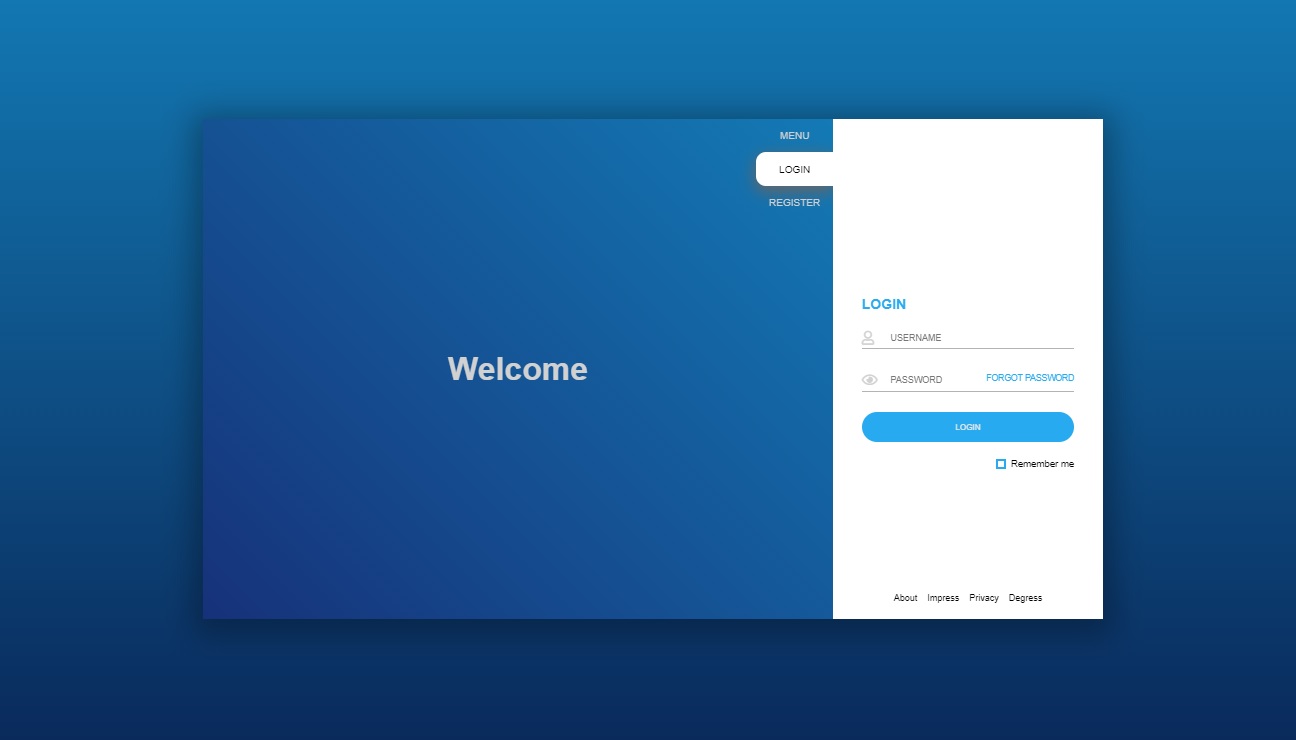 MENU
LOGIN
REGISTER
Welcome
LOGIN
USERNAME
PASSWORD FORGOT PASSWORD
LOGIN
Remember me
About Impress Privacy Degress